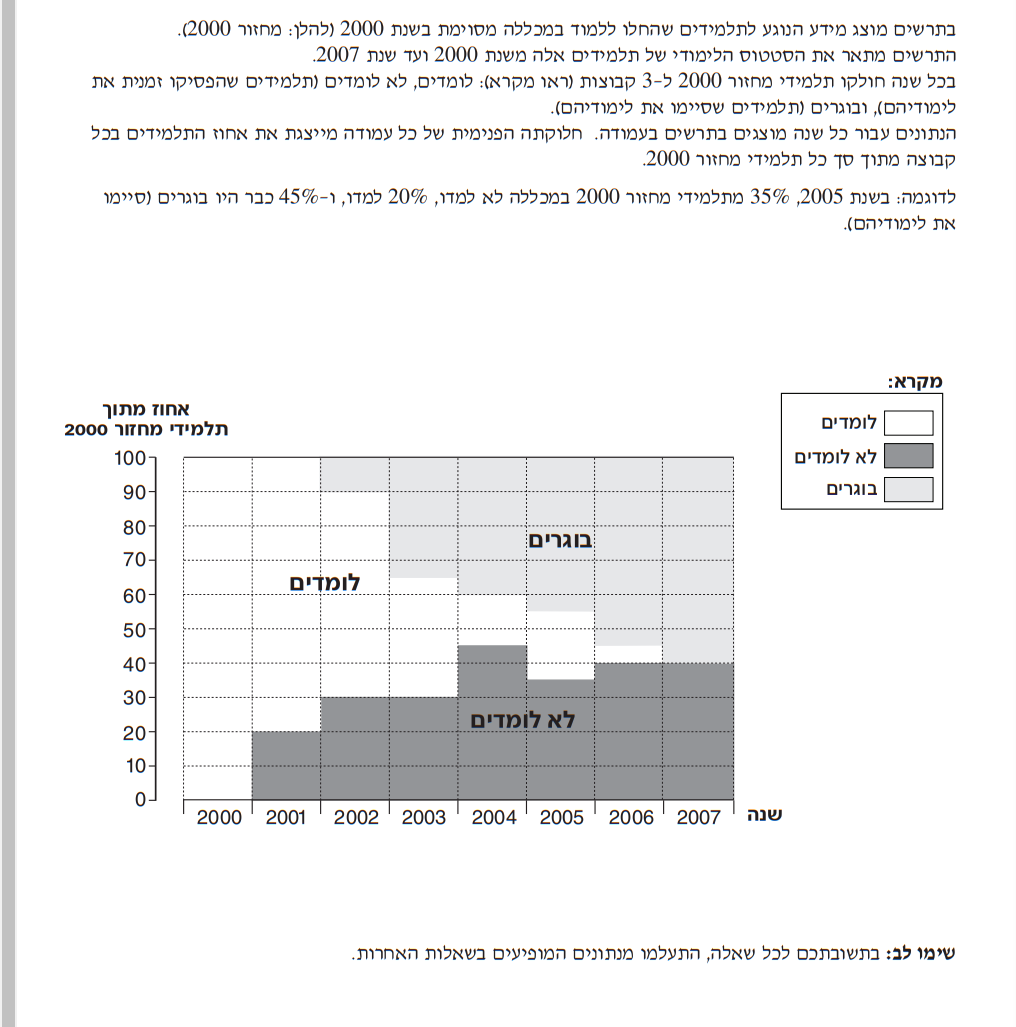 בתרשים מוצג מידע הנוגע לתלמידים שהחלו ללמוד במכללה מסוימת בשנת 2000 (להלן: מחזור 2000).
התרשים מתאר את הסטטוס הלימודי של תלמידים אלה משנת 2000 ועד שנת 2007.
בכל שנה חולקו תלמידי מחזור 2000 ל-3 קבוצות (ראו מקרא): לומדים, לא לומדים (תלמידים שהפסיקו זמנית את
לימודיהם), ובוגרים (תלמידים שסיימו את לימודיהם).
הנתונים עבור כל שנה מוצגים בתרשים בעמודה. חלוקתה הפנימית של כל עמודה מייצגת את אחוז התלמידים בכל
קבוצה מתוך סך כל תלמידי מחזור 2000.
לדוגמה: בשנת 2005, 35% מתלמידי מחזור 2000 במכללה לא למדו, 20% למדו, ו-45% כבר היו בוגרים (סיימו
את לימודיהם).
מקרא:
לומדים
לא לומדים
בוגרים
אחוז מתוך
תלמידי מחזור 2000
100
90
80
70
60
50
40
30
20
10
0
בוגרים
לומדים
לא לומדים
2000 2001 2002 2003 2004 2005 2006 2007 שנה
שימו לב: בתשובתכם לכל שאלה, התעלמו מנתונים המופיעים בשאלות האחרות.